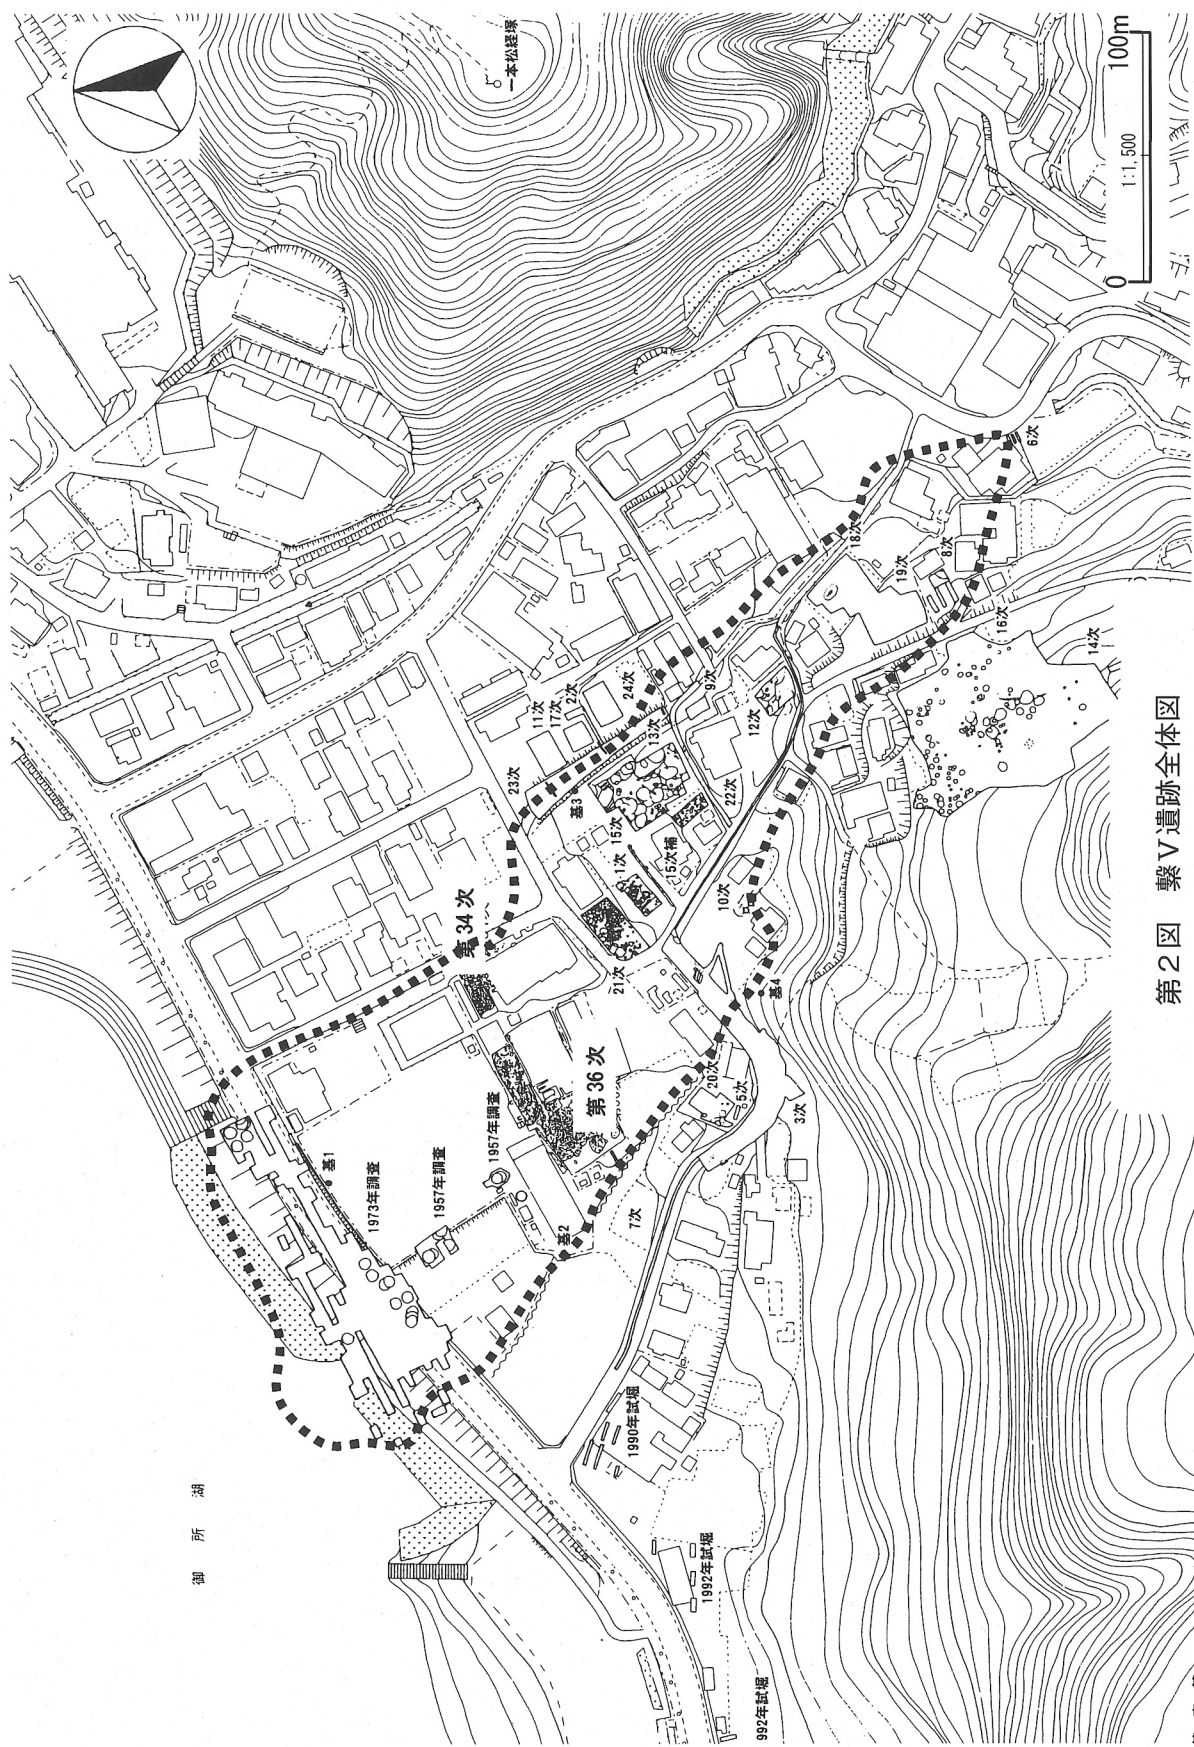 一本松経塚
0
100m
1:1,500
6次
18次
19次
8次
16次
14次
2次
17次
11次
24次
13次
9次
12次
23次
基3
15次
1次
15次補
22次
10次
21次
第34次
第36次
基4
20次
5次
3次
7次
1957年調査
1957年調査
1973年調査
基1
基2
1990年試堀
1992年試堀
992年試堀
御所湖
第2図 繋V遺跡全体図